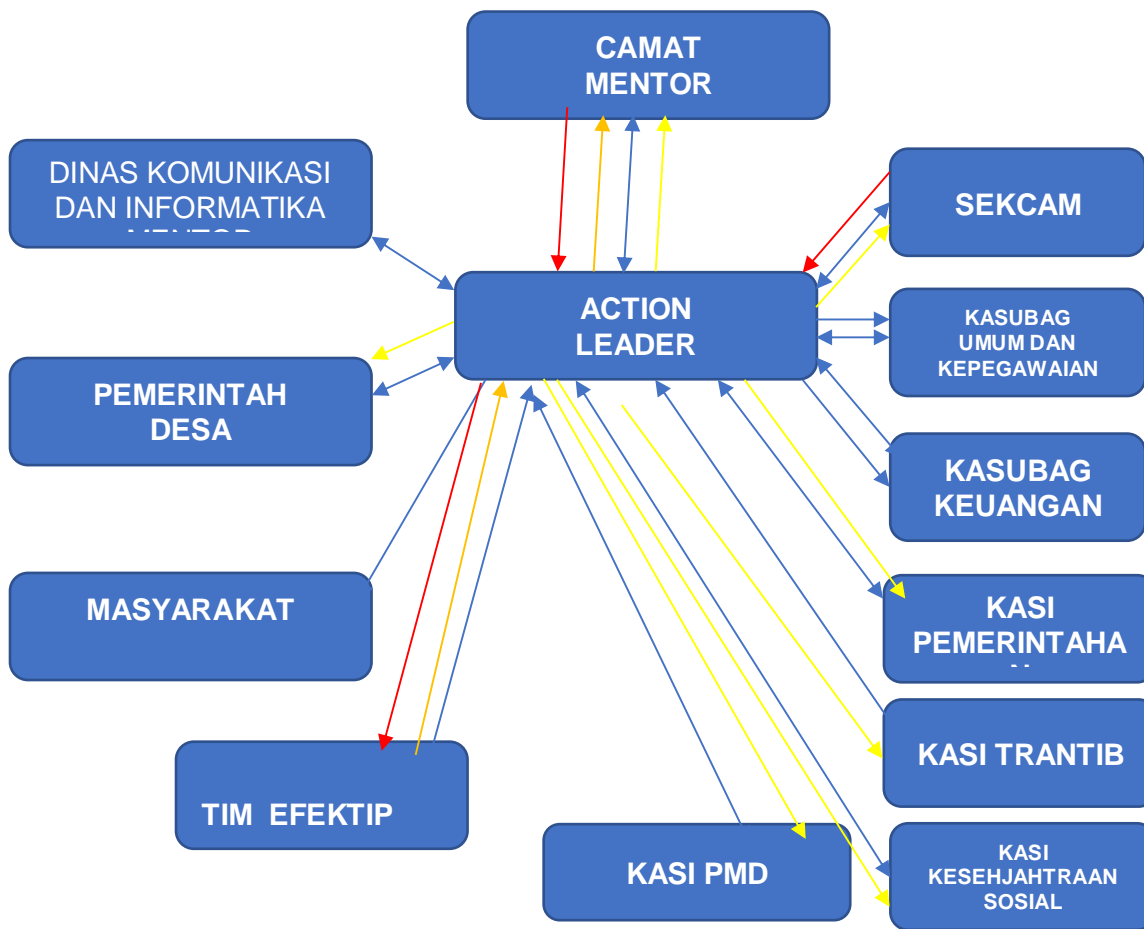 CAMAT
MENTOR
DINAS KOMUNIKASI
DAN INFORMATIKA
SEKCAM
ACTION
LEADER
KASUBAG
UMUM DAN
KEPEGAWAIAN
PEMERINTAH
DESA
KASUBAG
KEUANGAN
MASYARAKAT
KASI
PEMERINTAHA
KASI TRANTIB
TIM EFEKTIP
KASI PMD
KASI
KESEHJAHTRAAN
SOSIAL